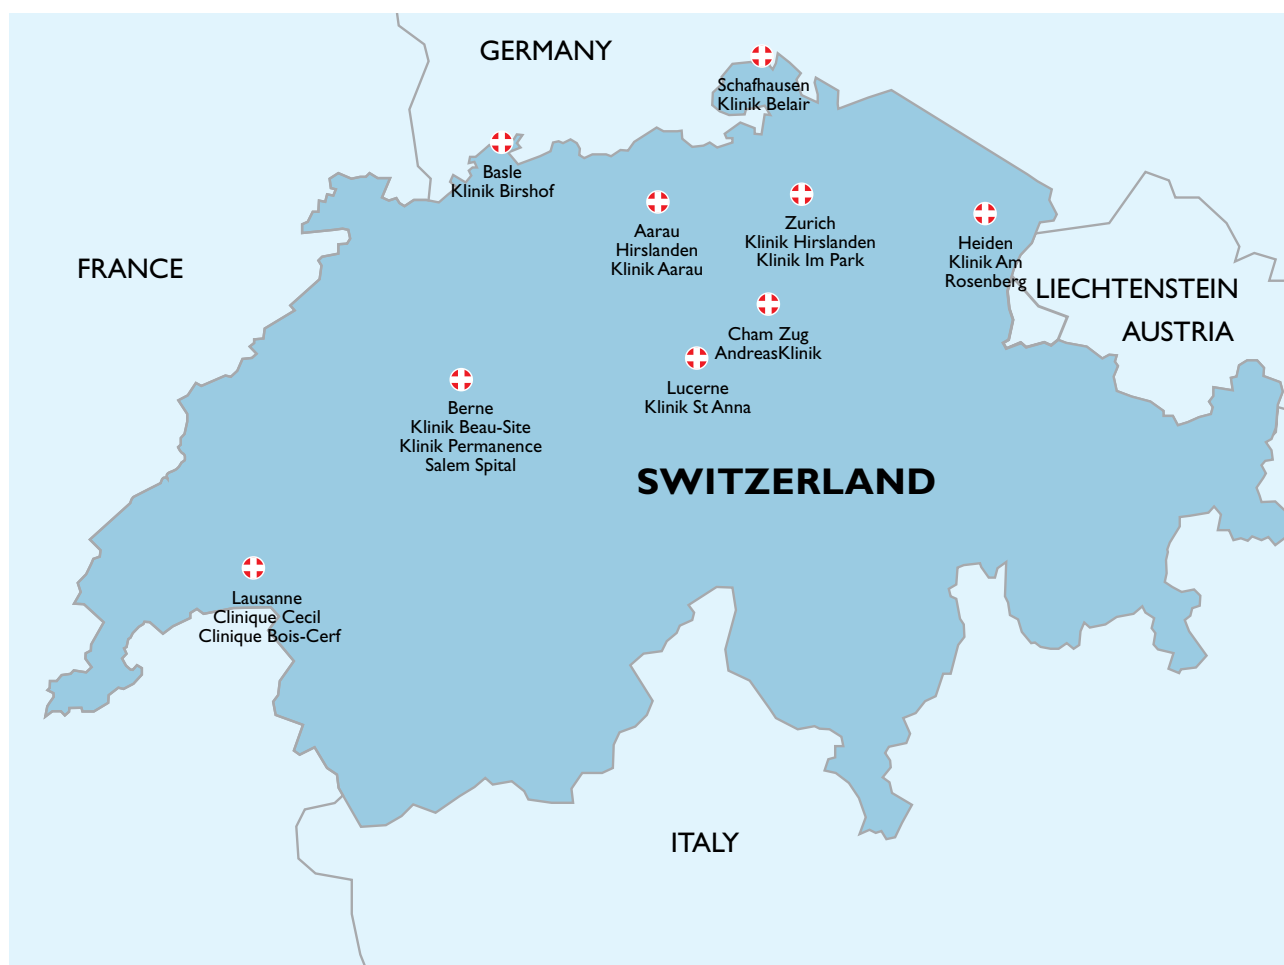 GERMANY
Schafhausen
Klinik Belair
Basle
Klinik Birshof
Aarau
Hirslanden
Klinik Aarau
Zurich
Klinik Hirslanden
Klinik Im Park
Heiden
Klinik Am
Rosenberg
FRANCE
LIECHTENSTEIN
AUSTRIA
Cham Zug
AndreasKlinik
Lucerne
Klinik St Anna
Berne
Klinik Beau-Site
Klinik Permanence
Salem Spital
SWITZERLAND
Lausanne
Clinique Cecil
Clinique Bois-Cerf
ITALY